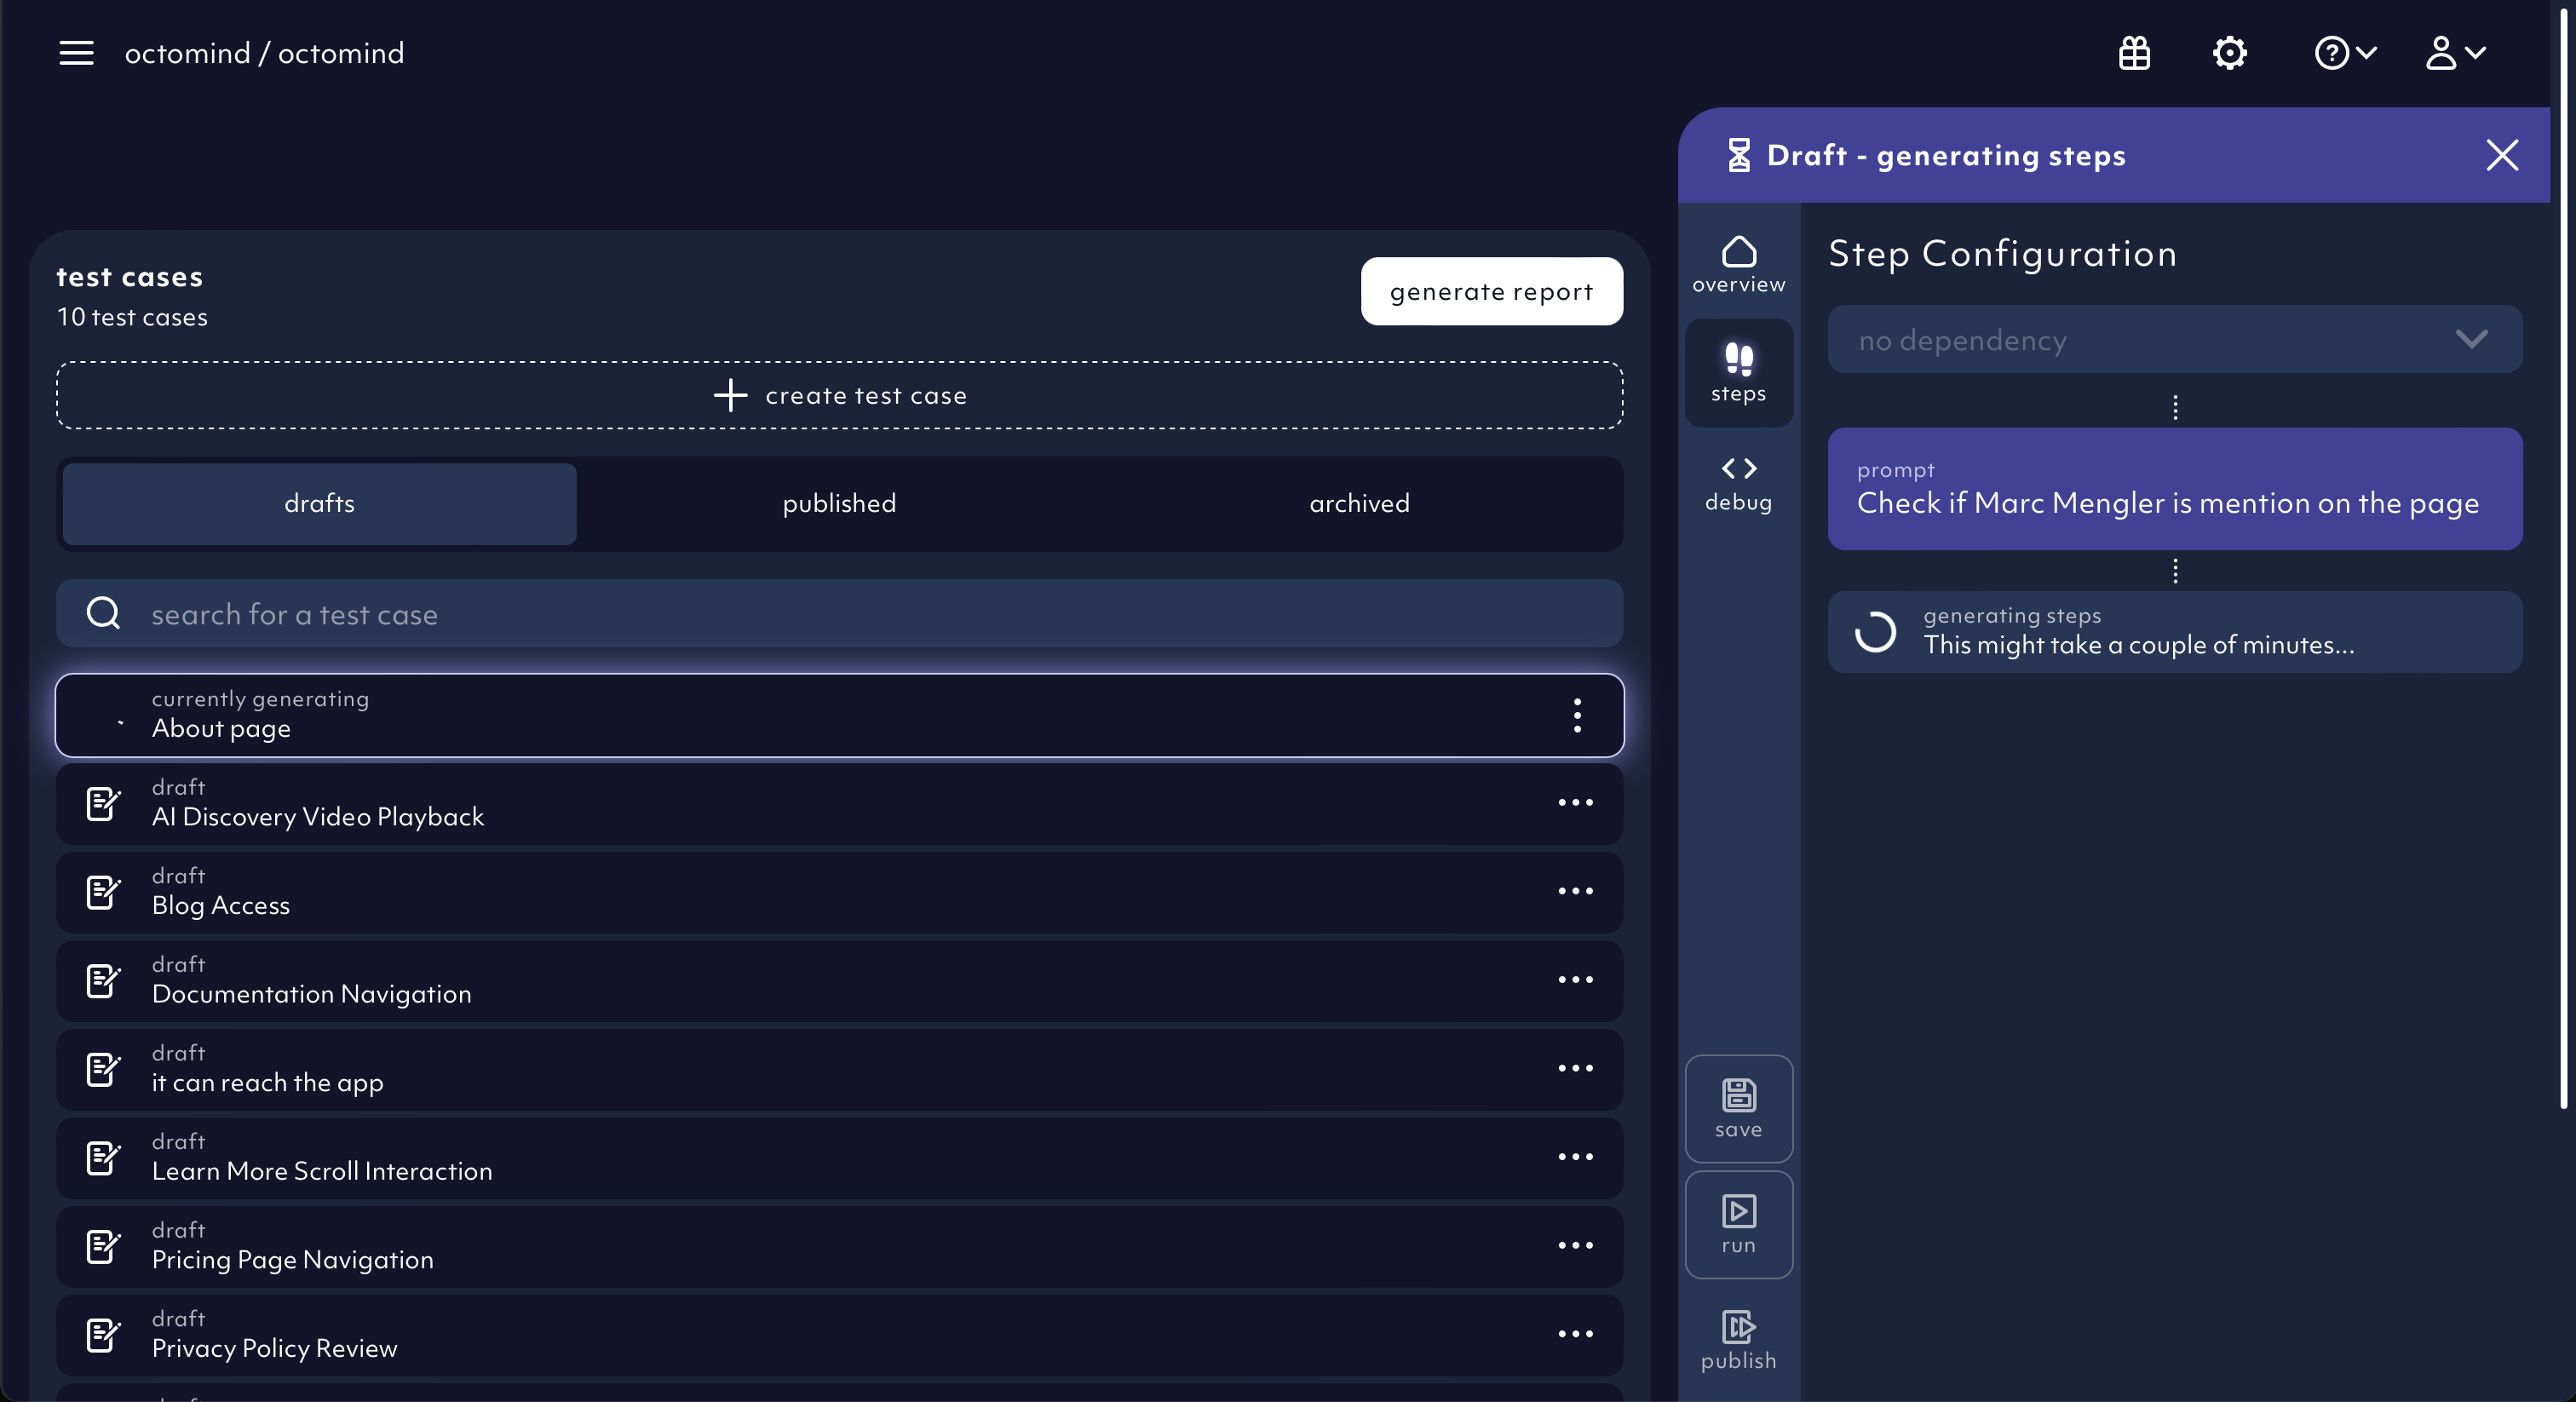 octomind / octomind
Draft - generating steps
test cases
10 test cases
generate report
create test case
drafts
published
archived
search for a test case
currently generating
About page
draft
AI Discovery Video Playback
draft
Blog Access
draft
Documentation Navigation
draft
it can reach the app
draft
Learn More Scroll Interaction
draft
Pricing Page Navigation
draft
Privacy Policy Review
overview
steps
debug
save
run
publish
Step Configuration
no dependency
prompt
Check if Marc Mengler is mention on the page
generating steps
This might take a couple of minutes...